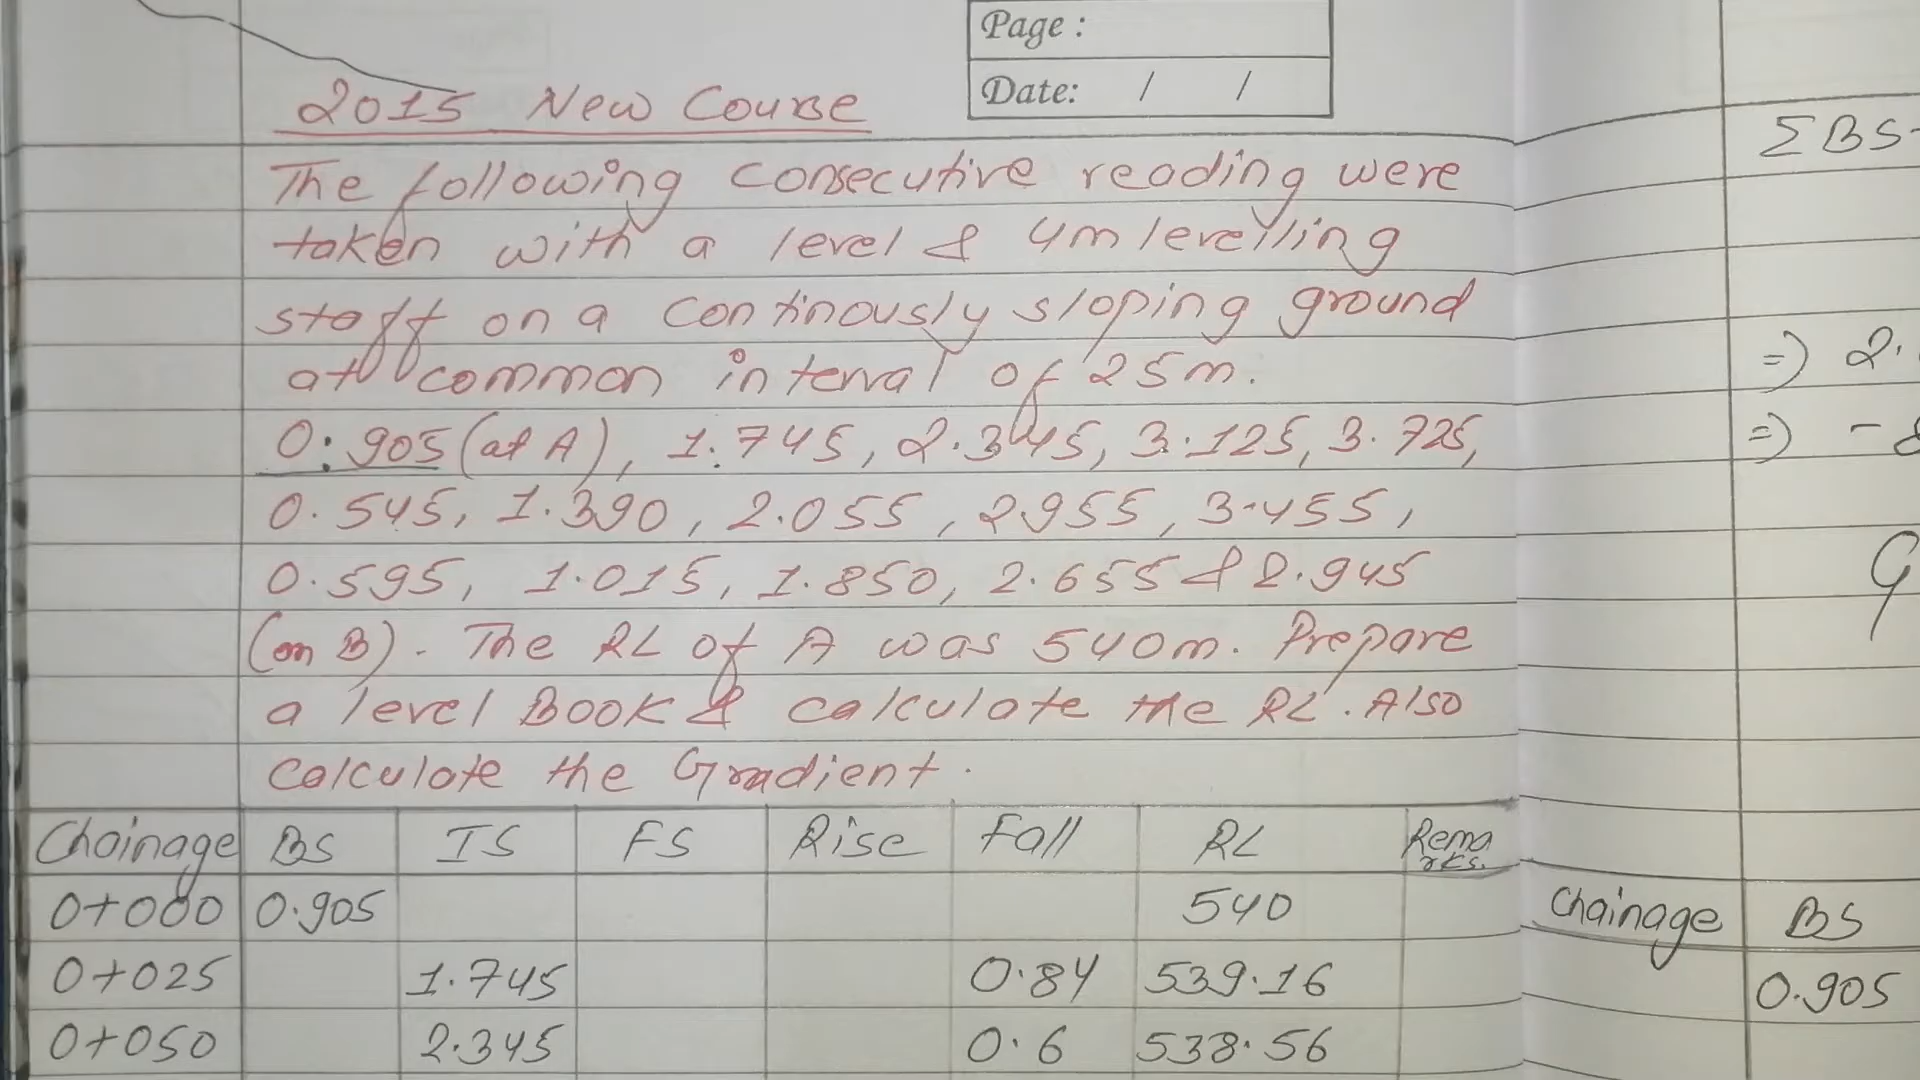 Page :
Date: / /
2015 New Course
The following consecutive reading were
taken with a level & 4m levelling
staff on a continously sloping ground
at common interval of 25m.
0.905 (at A), 1.745, 2.345, 3.125, 3.725,
0.545, 1.390, 2.055, 2.955, 3.455,
0.595, 1.015, 1.850, 2.655 & 2.945
(on B). The RL of A was 540m. Prepare
a level Book & calculate the RL. Also
Calculate the Gradient.
Chainage BS IS FS Rise Fall RL Remarks.
0+000 0.905 540
0+025 1.745 0.84 539.16
0+050 2.345 0.6 538.56
ΣBS-
=) 2.
=) -
G
Chainage BS
0.905